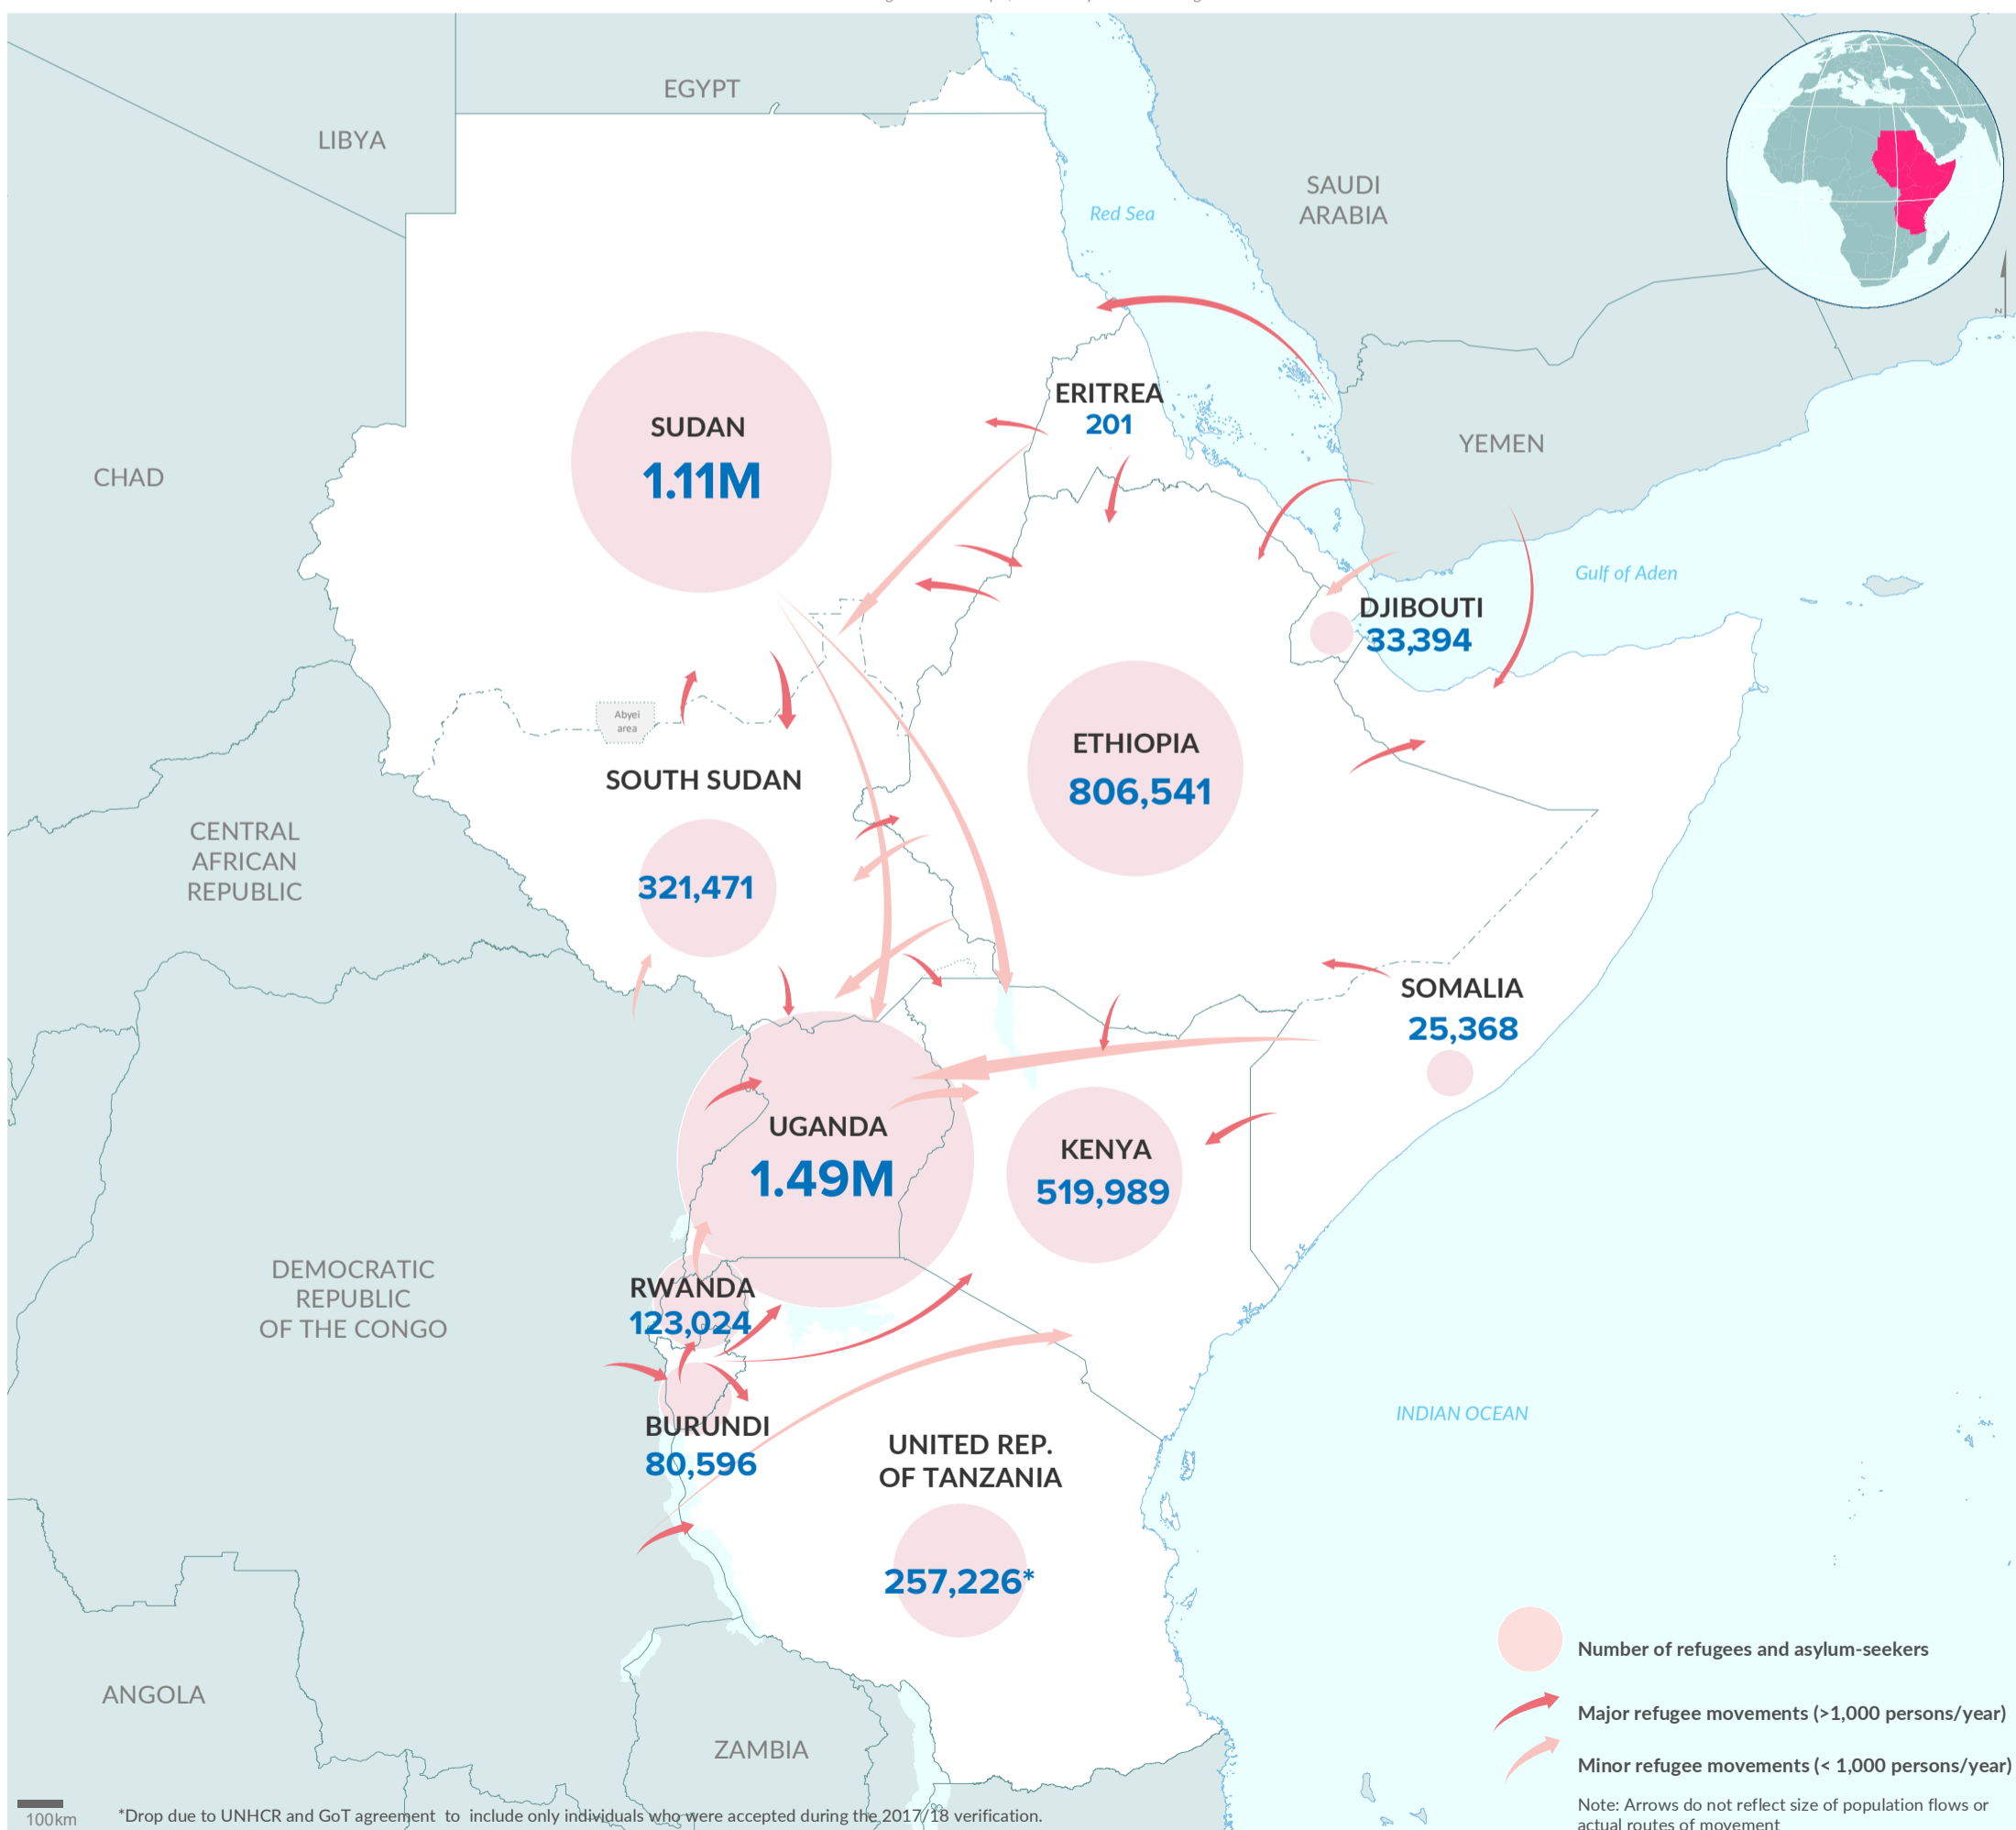 EGYPT
LIBYA
SAUDI
ARABIA
Red Sea
N
ERITREA
201
SUDAN
1.11M
YEMEN
CHAD
Gulf of Aden
DJIBOUTI
33,394
Abyei
area
ETHIOPIA
806,541
SOUTH SUDAN
321,471
CENTRAL
AFRICAN
REPUBLIC
SOMALIA
25,368
UGANDA
1.49M
KENYA
519,989
DEMOCRATIC
REPUBLIC
OF THE CONGO
RWANDA
123,024
BURUNDI
80,596
INDIAN OCEAN
UNITED REP.
OF TANZANIA
257,226*
ANGOLA
ZAMBIA
Number of refugees and asylum-seekers
Major refugee movements (>1,000 persons/year)
Minor refugee movements (< 1,000 persons/year)
Note: Arrows do not reflect size of population flows or
actual routes of movement
100km
*Drop due to UNHCR and GoT agreement to include only individuals who were accepted during the 2017/18 verification.